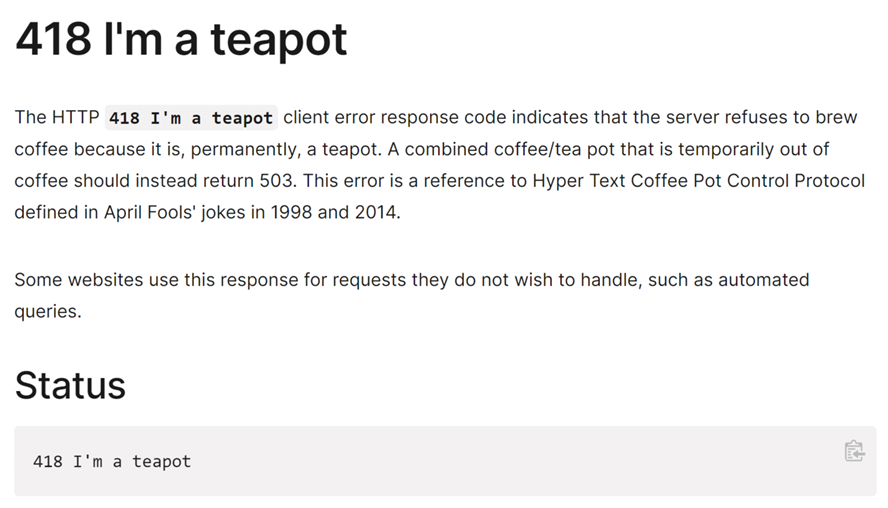 418 I'm a teapot
The HTTP 418 I'm a teapot client error response code indicates that the server refuses to brew
coffee because it is, permanently, a teapot. A combined coffee/tea pot that is temporarily out of
coffee should instead return 503. This error is a reference to Hyper Text Coffee Pot Control Protocol
defined in April Fools' jokes in 1998 and 2014.
Some websites use this response for requests they do not wish to handle, such as automated
queries.
Status
418 I'm a teapot